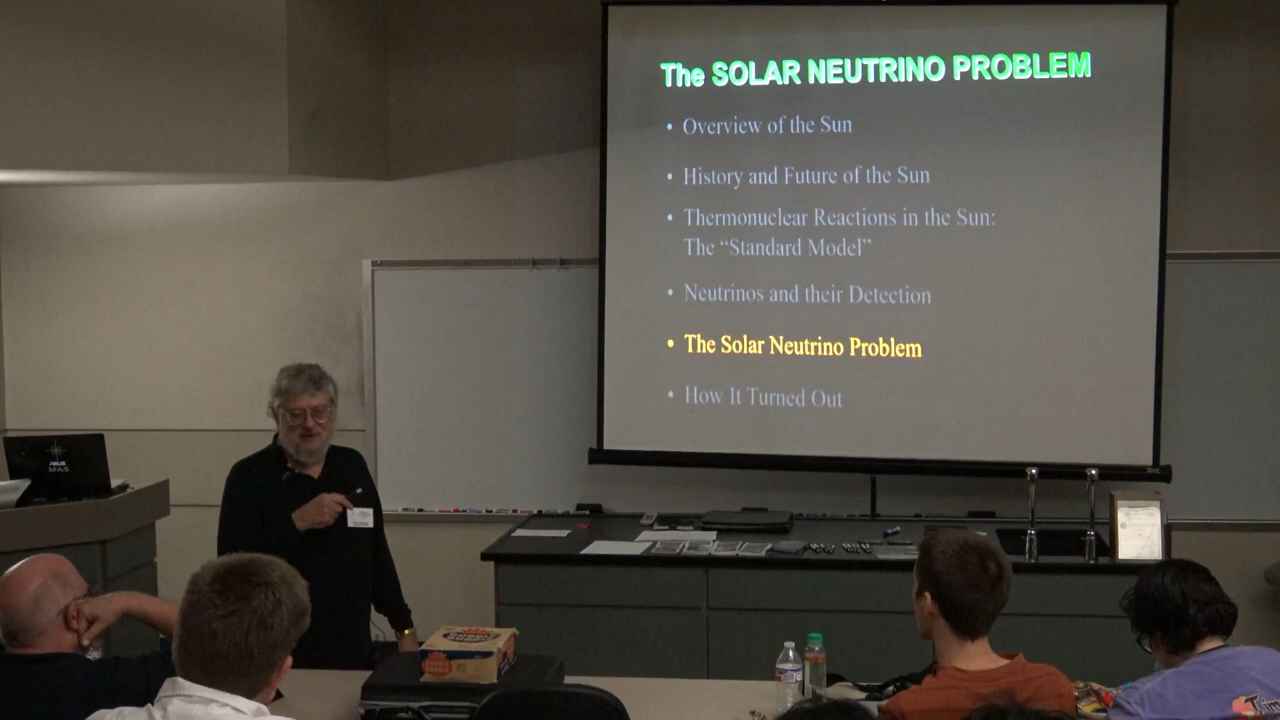 The SOLAR NEUTRINO PROBLEM
• Overview of the Sun
• History and Future of the Sun
• Thermonuclear Reactions in the Sun:
The “Standard Model”
• Neutrinos and their Detection
• The Solar Neutrino Problem
• How It Turned Out